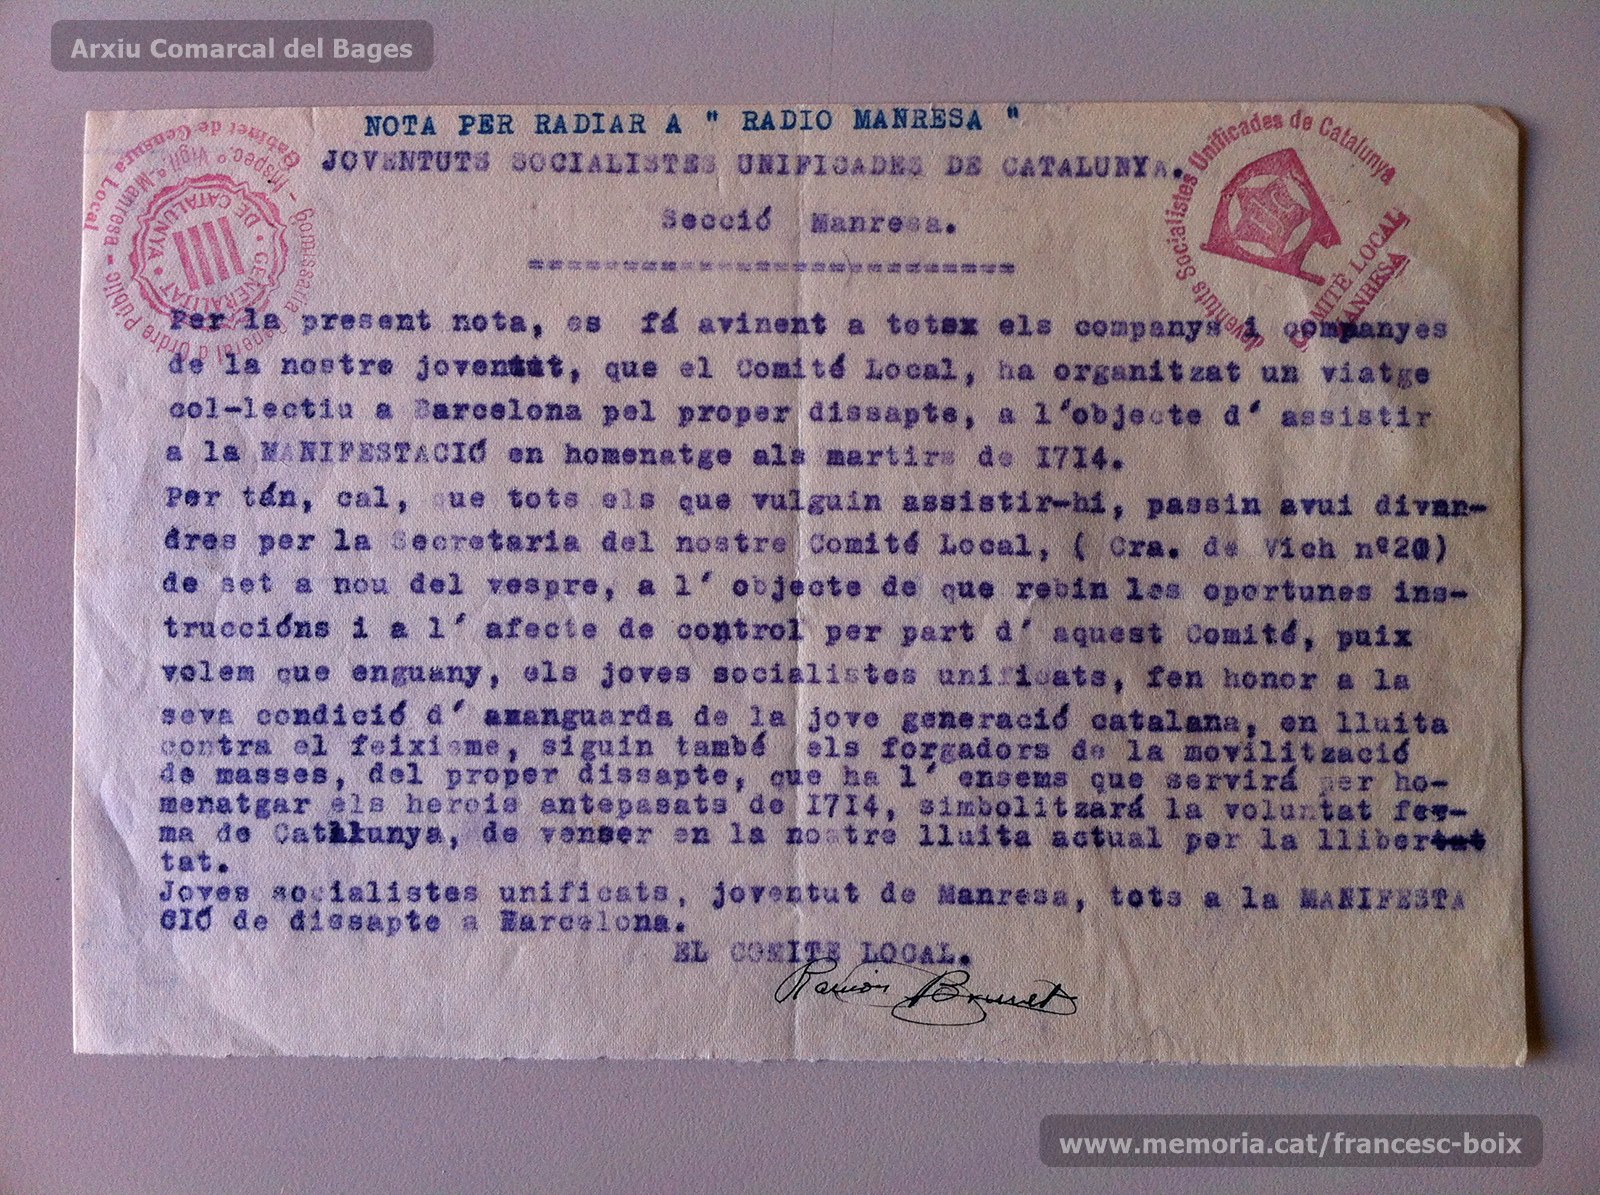 Arxiu Comarcal del Bages
NOTA PER RADIAR A " RADIO MANRESA "
JOVENTUTS SOCIALISTES UNIFICADES DE CATALUNYA.
Secció Manresa.
============================
Per la present nota, es fá avinent a totsx els companys i companyes
de la nostre joventut, que el Comité Local, ha organitzat un viatge
col-lectiu a Barcelona pel proper dissapte, a l'objecte d' assistir
a la MANIFESTACIÓ en homenatge als martirs de I7I4.
Per tán, cal, que tots els que vulguin assistir-hi, passin avui divan-
dres per la Secretaria del nostre Comité Local, ( Cra. de Vich nº20)
de set a nou del vespre, a l' objecte de que rebin les oportunes ins-
truccións i a l' afecte de control per part d' aquest Comité, puix
volem que enguany, els joves socialistes unificats, fen honor a la
seva condició d' amanguarda de la jove generació catalana, en lluita
contra el feixisme, siguin també els forgadors de la movilització
de masses, del proper dissapte, que ha l' ensems que servirá per ho-
menatgar els herois antepasats de I7I4, simbolitzará la voluntat fer-
ma de Catalunya, de venser en la nostre lluita actual per la lliber
tat.
Joves socialistes unificats, joventut de Manresa, tots a la MANIFESTA
CIÓ de dissapte a Barcelona.
EL COMITE LOCAL.
Ramón Brunet
Comissaria General d'Ordre Públic
- Inspec.º Vigil.ª Manresa -
Gabinet de Censura Local
GENERALITAT DE CATALUNYA
Joventuts Socialistes Unificades de Catalunya
COMITÈ LOCAL
MANRESA
www.memoria.cat/francesc-boix